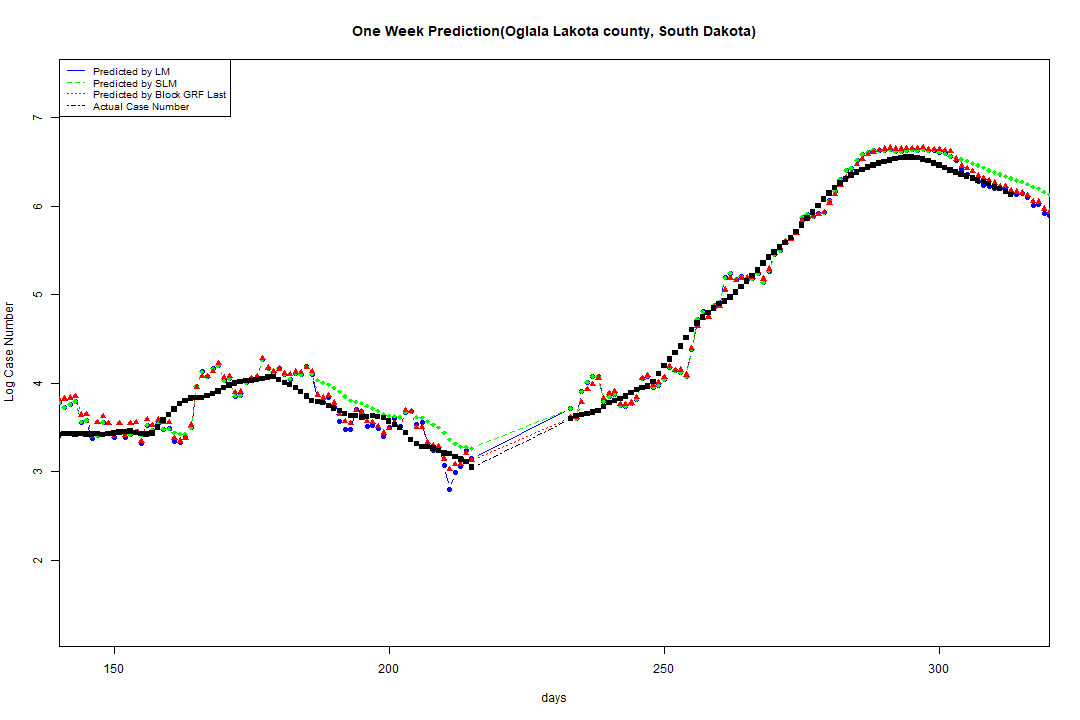 One Week Prediction(Oglala Lakota county, South Dakota)
Predicted by LM
Predicted by SLM
Predicted by Block GRF Last
Actual Case Number
7
6
5
4
3
2
Log Case Number
150 200 250 300
days